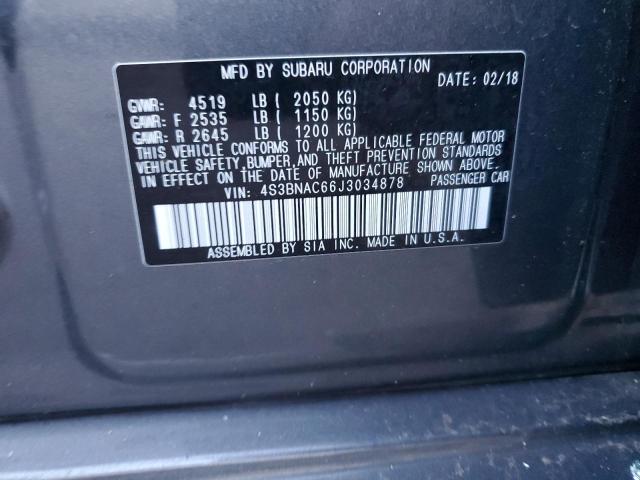 MFD BY SUBARU CORPORATION
DATE: 02/18
GVWR: 4519 LB ( 2050 KG)
GAWR: F 2535 LB ( 1150 KG)
GAWR: R 2645 LB ( 1200 KG)
THIS VEHICLE CONFORMS TO ALL APPLICABLE FEDERAL MOTOR
VEHICLE SAFETY, BUMPER, AND THEFT PREVENTION STANDARDS
IN EFFECT ON THE DATE OF MANUFACTURE SHOWN ABOVE.
VIN: 4S3BNAC66J3034878 PASSENGER CAR
ASSEMBLED BY SIA INC. MADE IN U.S.A.